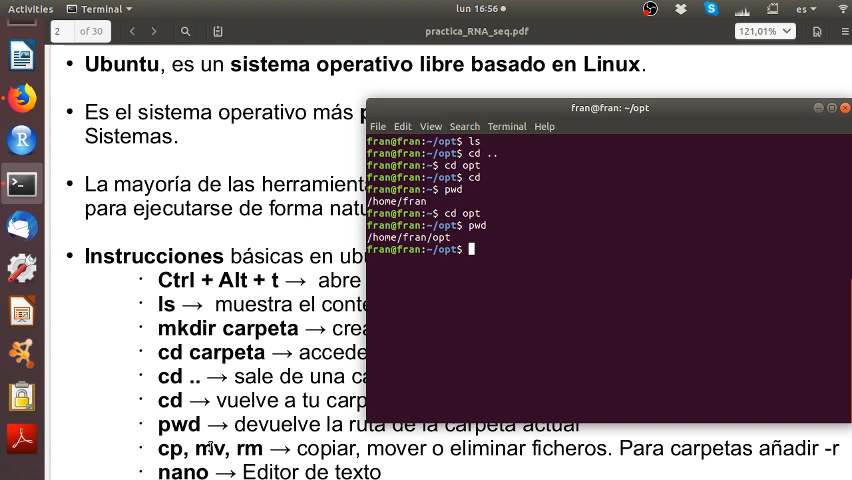 Activities Terminal lun 16:56 es
2 of 30 practica_RNA_seq.pdf 121,01%
Ubuntu, es un sistema operativo libre basado en Linux.
Es el sistema operativo más
Sistemas.
La mayoría de las herramient
para ejecutarse de forma natu
Instrucciones básicas en ubu
Ctrl + Alt + t → abre
ls → muestra el conte
mkdir carpeta → crea
cd carpeta → accede
cd .. → sale de una ca
cd → vuelve a tu carp
pwd → devuelve la ruta de la carpeta actual
cp, mv, rm → copiar, mover o eliminar ficheros. Para carpetas añadir -r
nano → Editor de texto
fran@fran: ~/opt
File Edit View Search Terminal Help
fran@fran:~/opt$ ls
fran@fran:~/opt$ cd ..
fran@fran:~$ cd opt
fran@fran:~/opt$ cd
fran@fran:~$ pwd
/home/fran
fran@fran:~$ cd opt
fran@fran:~/opt$ pwd
/home/fran/opt
fran@fran:~/opt$